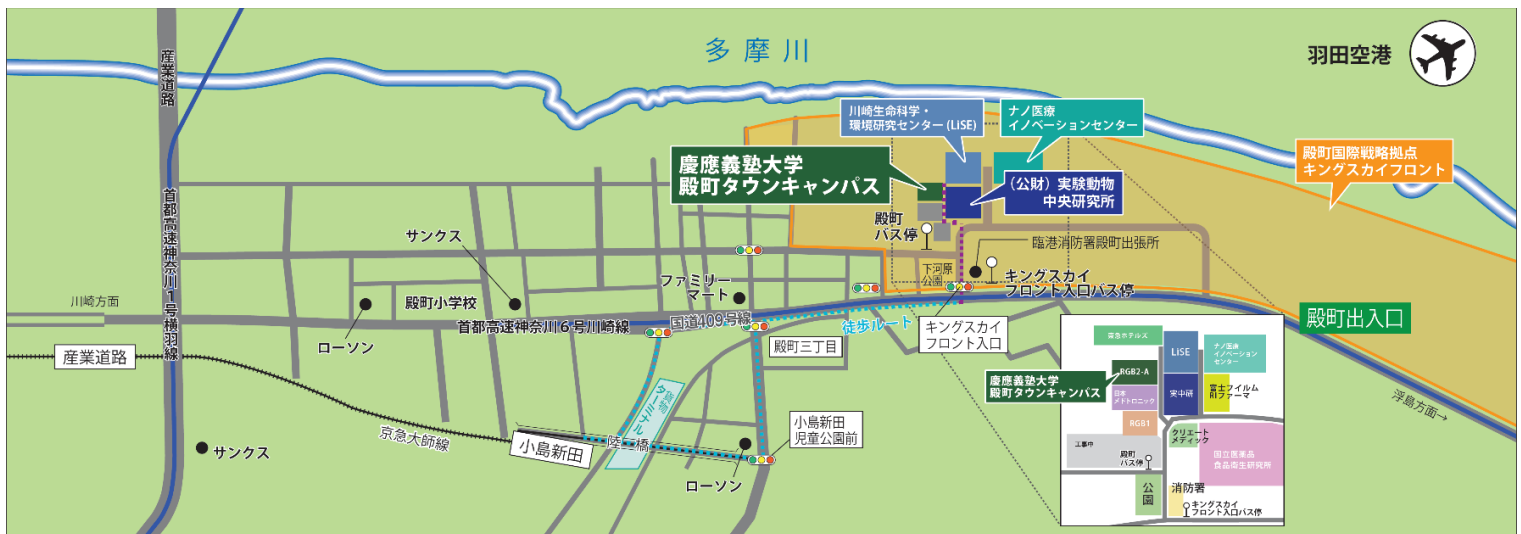 多摩川
羽田空港
産業道路
川崎生命科学・
環境研究センター(LiSE)
ナノ医療
イノベーションセンター
慶應義塾大学
殿町タウンキャンパス
(公財)実験動物
中央研究所
殿町国際戦略拠点
キングスカイフロント
首都高速神奈川1号横羽線
殿町
バス停
臨港消防署殿町出張所
サンクス
ファミリー
マート
下河原
公園
キングスカイ
フロント入口バス停
川崎方面
ローソン
殿町小学校
首都高速神奈川6号川崎線
国道409号線
徒歩ルート
キングスカイ
フロント入口
殿町出入口
産業道路
殿町三丁目
貨物
ターミナル
京急大師線
小島新田
陸橋
小島新田
児童公園前
サンクス
ローソン
浮島方面→
東急ホテルズ
LiSE
ナノ医療
イノベーション
センター
慶應義塾大学
殿町タウンキャンパス
RGB2-A
日本
メドトロニック
実中研
富士フイルム
RIファーマ
RGB1
クリエート
メディック
工事中
殿町
バス停
国立医薬品
食品衛生研究所
公園
消防署
キングスカイ
フロント入口バス停